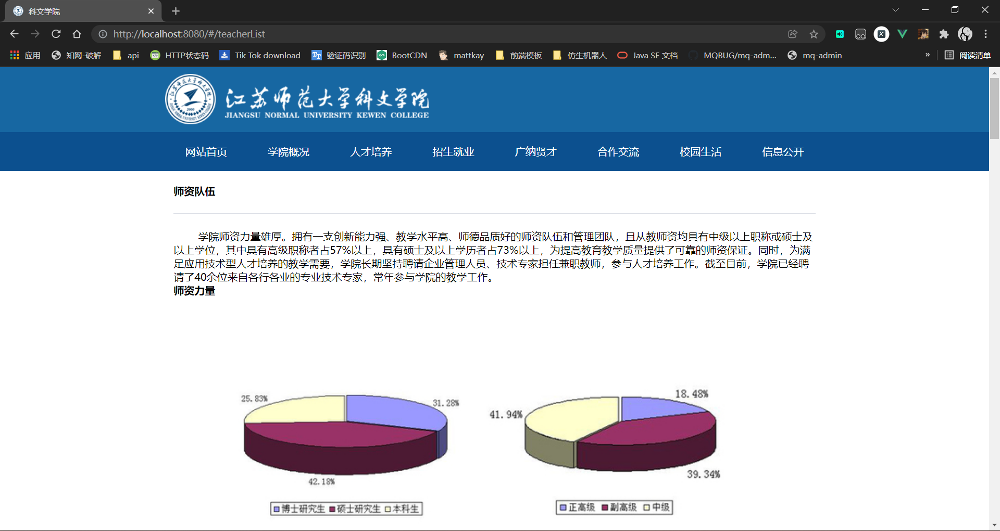 科文学院
http://localhost:8080/#/teacherList
应用 知网-破解 api HTTP状态码 Tik Tok download 验证码识别 BootCDN mattkay 前端模板 仿生机器人 Java SE 文档 MQBUG/mq-adm... mq-admin » 阅读清单
江苏师范大学科文学院
JIANGSU NORMAL UNIVERSITY KEWEN COLLEGE
网站首页 学院概况 人才培养 招生就业 广纳贤才 合作交流 校园生活 信息公开
师资队伍
学院师资力量雄厚。拥有一支创新能力强、教学水平高、师德品质好的师资队伍和管理团队，且从教师资均具有中级以上职称或硕士及
以上学位，其中具有高级职称者占57%以上，具有硕士及以上学历者占73%以上，为提高教育教学质量提供了可靠的师资保证。同时，为满
足应用技术型人才培养的教学需要，学院长期坚持聘请企业管理人员、技术专家担任兼职教师，参与人才培养工作。截至目前，学院已经聘
请了40余位来自各行各业的专业技术专家，常年参与学院的教学工作。
师资力量
25.83% 31.28%
42.18%
博士研究生 硕士研究生 本科生
18.48%
41.94%
39.34%
正高级 副高级 中级